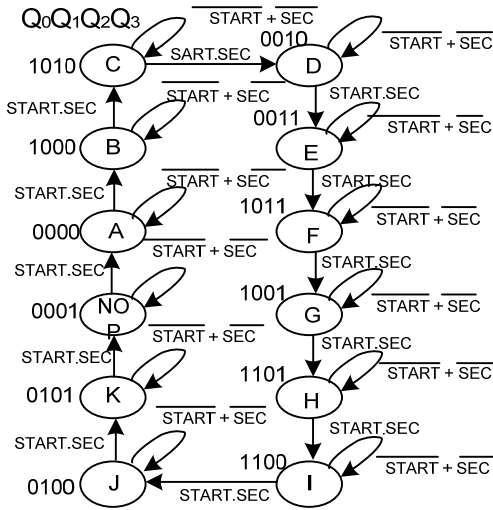 Q₀Q₁Q₂Q₃
START + SEC
0010
START + SEC
1010
C
SART.SEC
D
START.SEC
START + SEC
START.SEC
0011
START + SEC
1000
B
E
START.SEC
START + SEC
START.SEC
1011
START + SEC
0000
A
F
START + SEC
START.SEC
START.SEC
1001
START + SEC
0001
NO
P
G
START + SEC
START.SEC
START.SEC
1101
START + SEC
0101
K
H
START + SEC
START.SEC
START.SEC
1100
START + SEC
0100
J
START.SEC
I